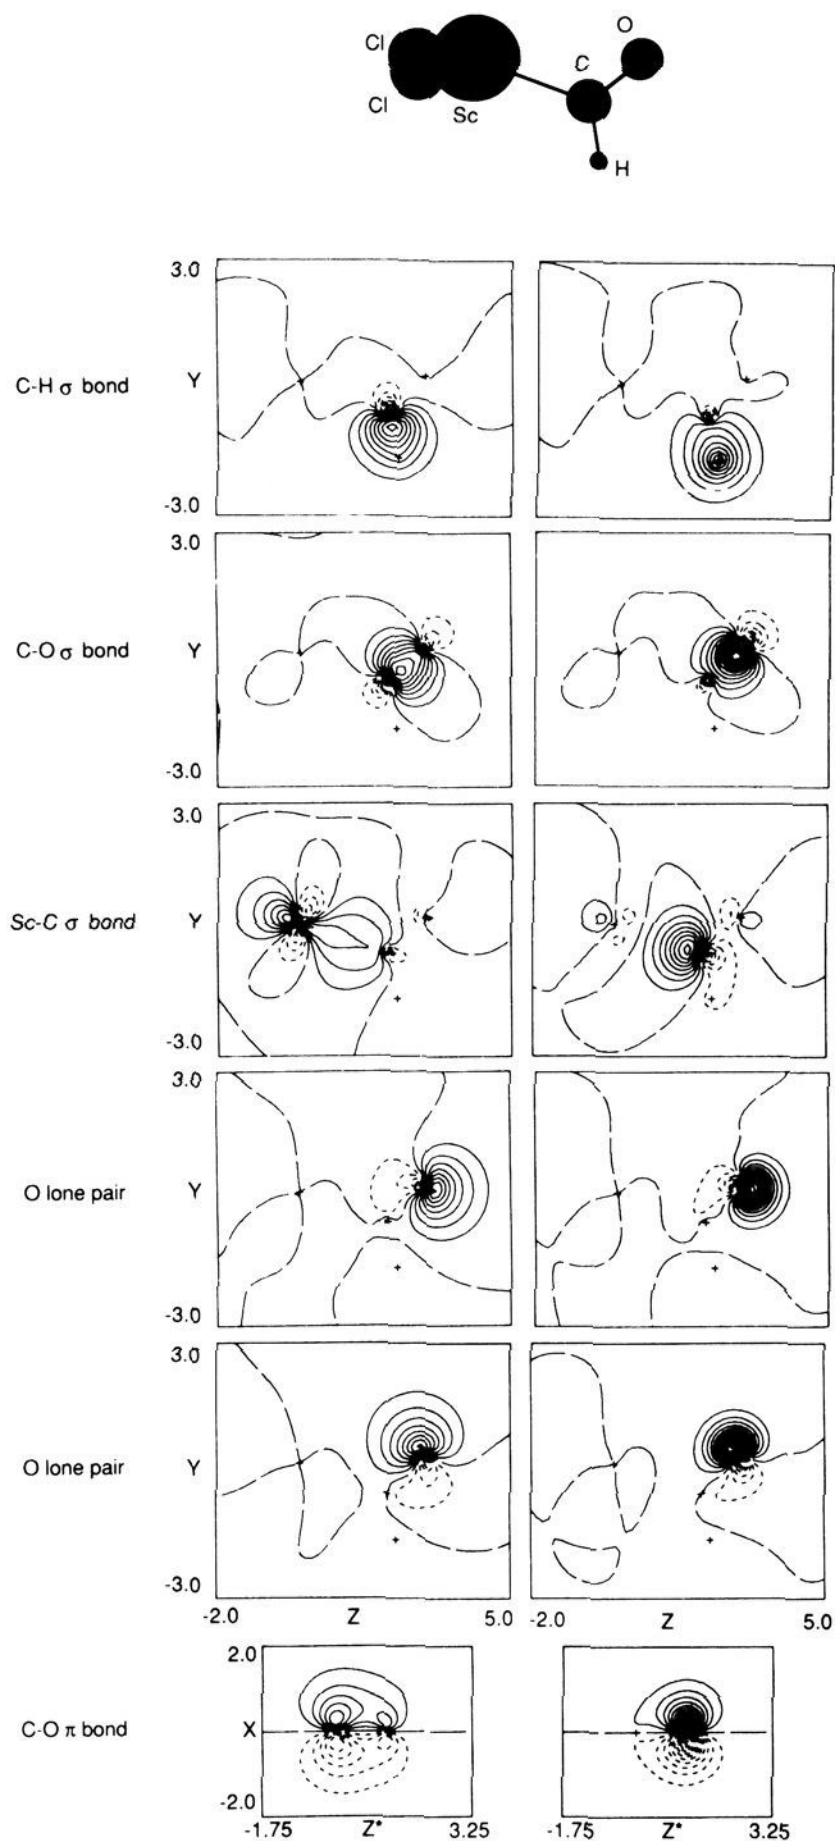 O
Cl
C
Cl
Sc
H
3.0
C-H σ bond Y
-3.0
3.0
C-O σ bond Y
-3.0
3.0
Sc-C σ bond Y
-3.0
3.0
O lone pair Y
-3.0
3.0
O lone pair Y
-3.0
-2.0 Z 5.0 -2.0 Z 5.0
2.0
C-O π bond X
-2.0
-1.75 Z* 3.25 -1.75 Z* 3.25